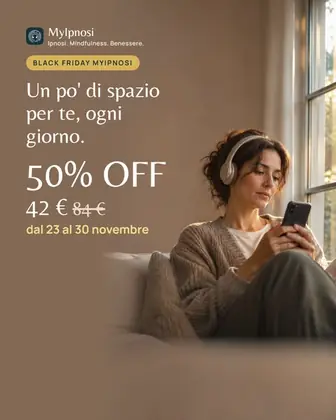 MyIpnosi
Ipnosi. Mindfulness. Benessere.
BLACK FRIDAY MYIPNOSI
Un po' di spazio
per te, ogni
giorno.
50% OFF
42 € 84 €
dal 23 al 30 novembre